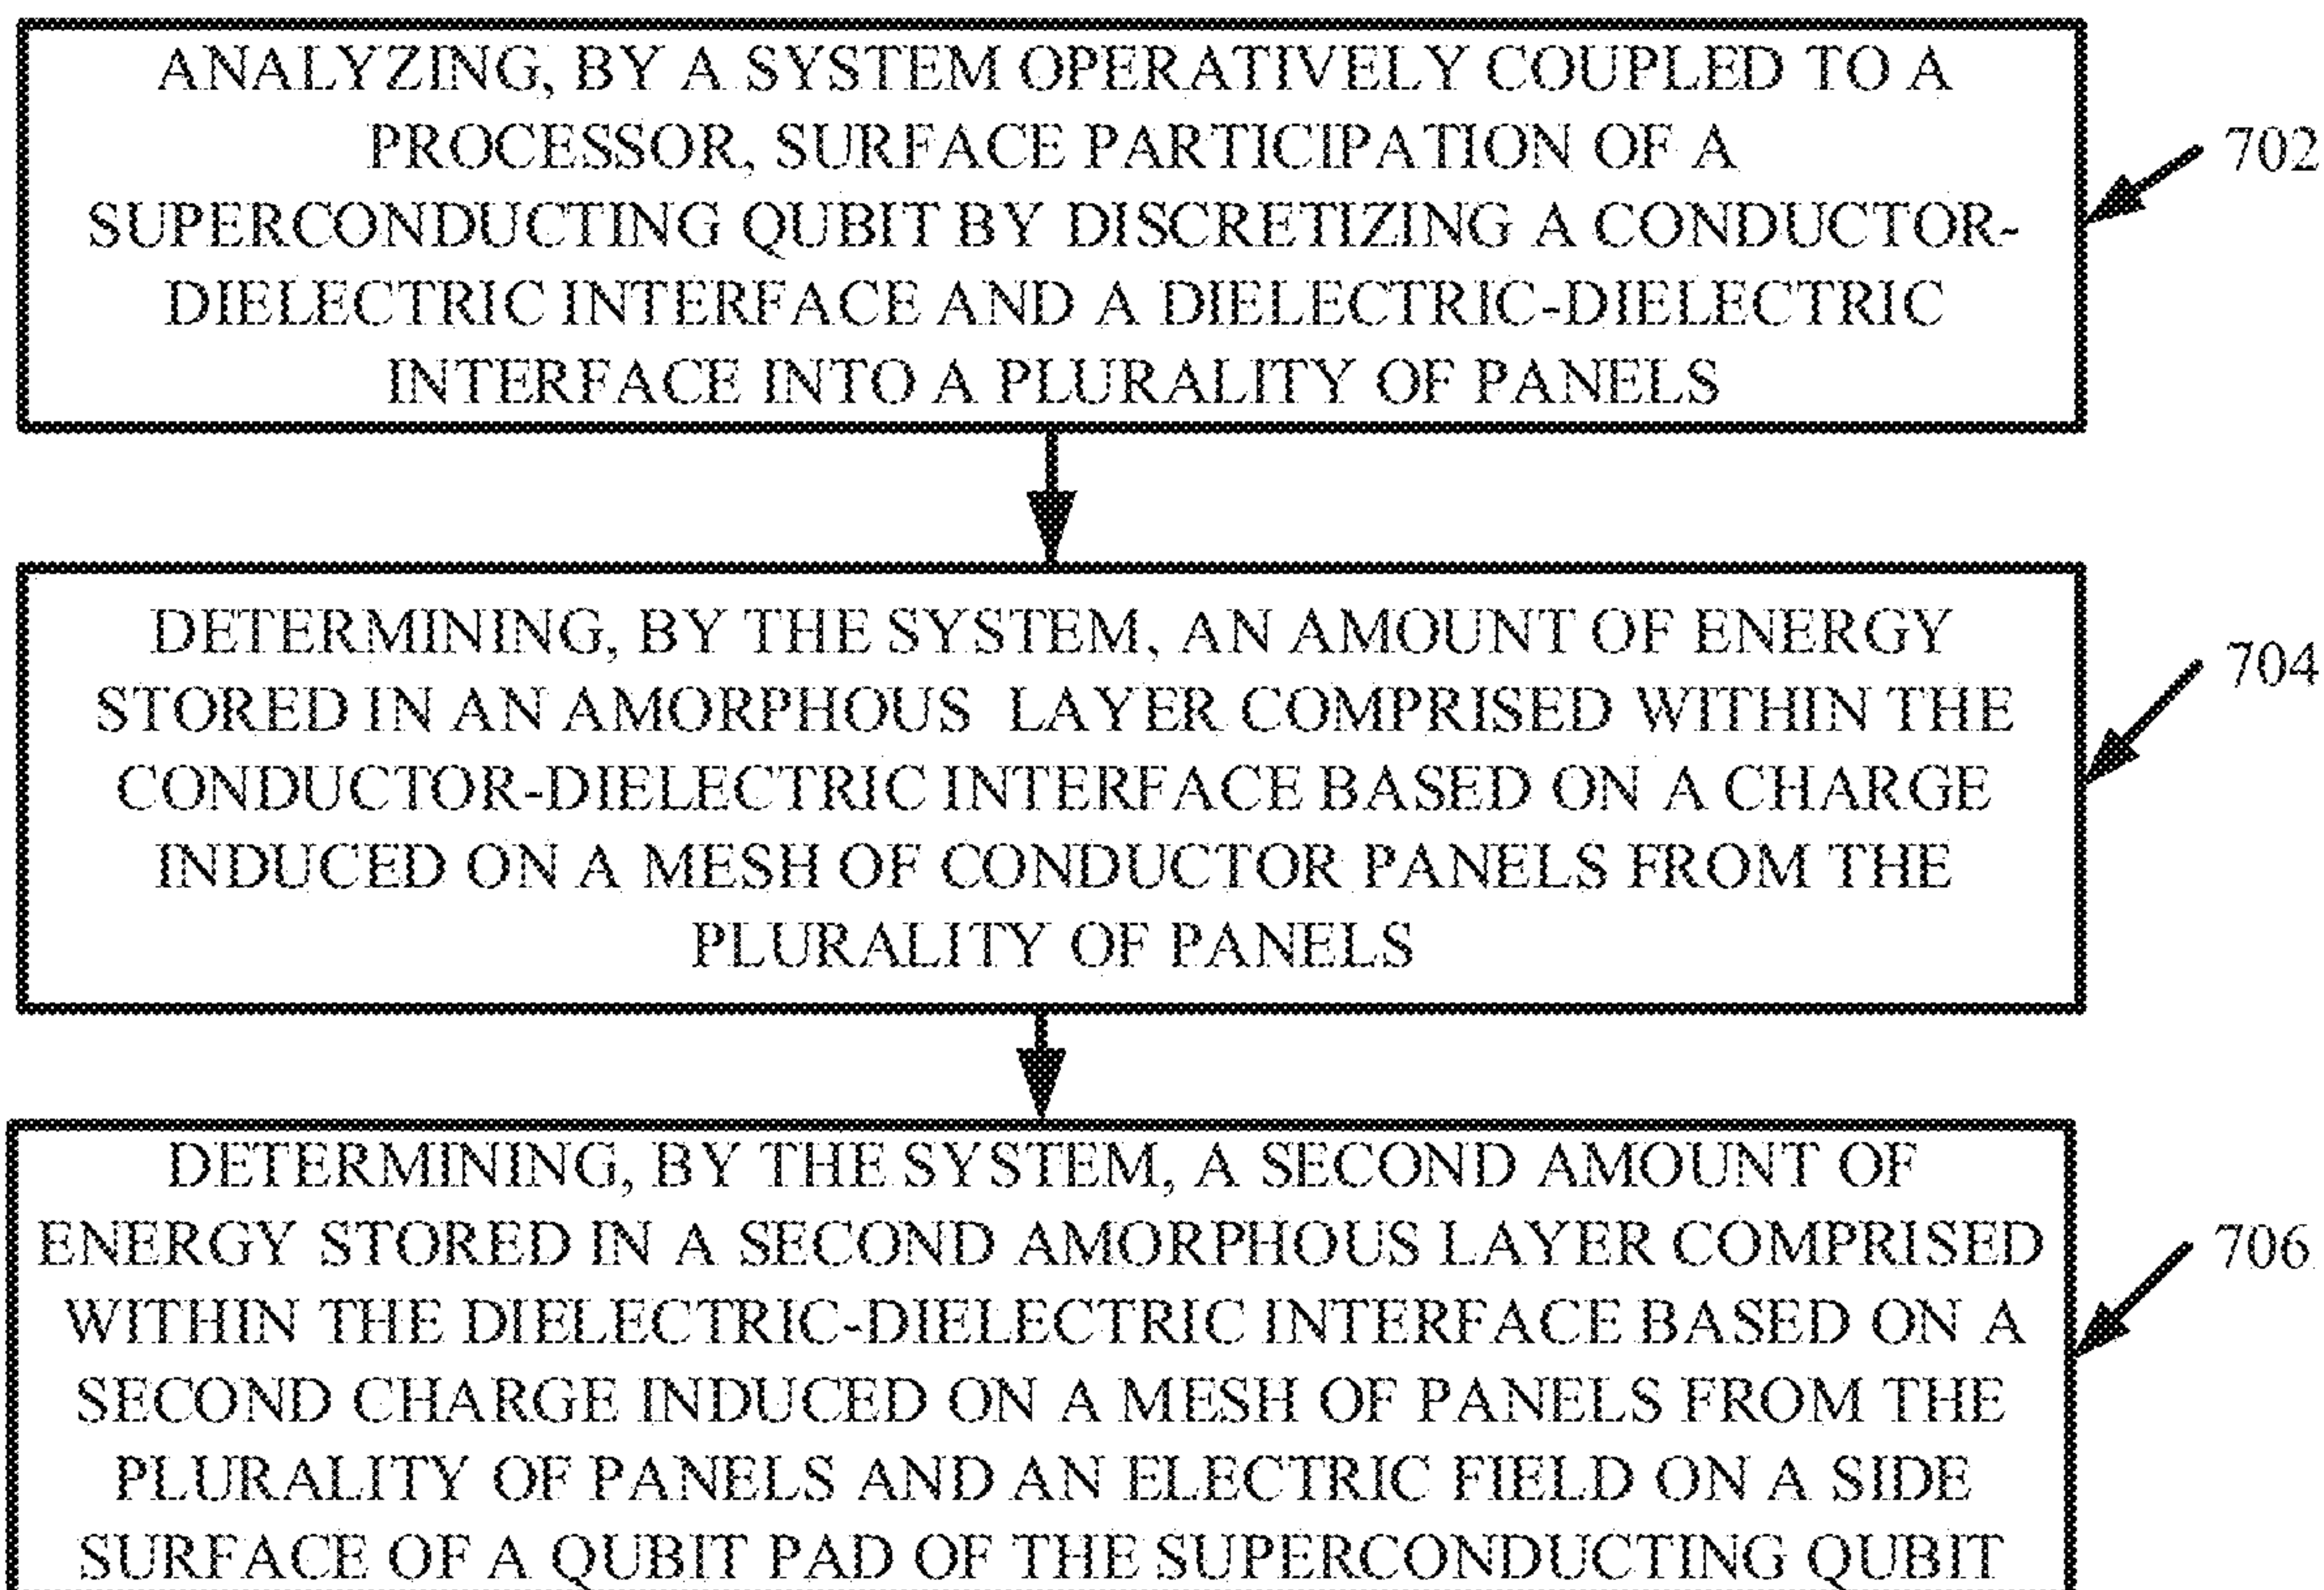 ANALYZING, BY A SYSTEM OPERATIVELY COUPLED TO A
PROCESSOR, SURFACE PARTICIPATION OF A
SUPERCONDUCTING QUBIT BY DISCRETIZING A CONDUCTOR-
DIELECTRIC INTERFACE AND A DIELECTRIC-DIELECTRIC
INTERFACE INTO A PLURALITY OF PANELS
702
DETERMINING, BY THE SYSTEM, AN AMOUNT OF ENERGY
STORED IN AN AMORPHOUS LAYER COMPRISED WITHIN THE
CONDUCTOR-DIELECTRIC INTERFACE BASED ON A CHARGE
INDUCED ON A MESH OF CONDUCTOR PANELS FROM THE
PLURALITY OF PANELS
704
DETERMINING, BY THE SYSTEM, A SECOND AMOUNT OF
ENERGY STORED IN A SECOND AMORPHOUS LAYER COMPRISED
WITHIN THE DIELECTRIC-DIELECTRIC INTERFACE BASED ON A
SECOND CHARGE INDUCED ON A MESH OF PANELS FROM THE
PLURALITY OF PANELS AND AN ELECTRIC FIELD ON A SIDE
SURFACE OF A QUBIT PAD OF THE SUPERCONDUCTING QUBIT
706